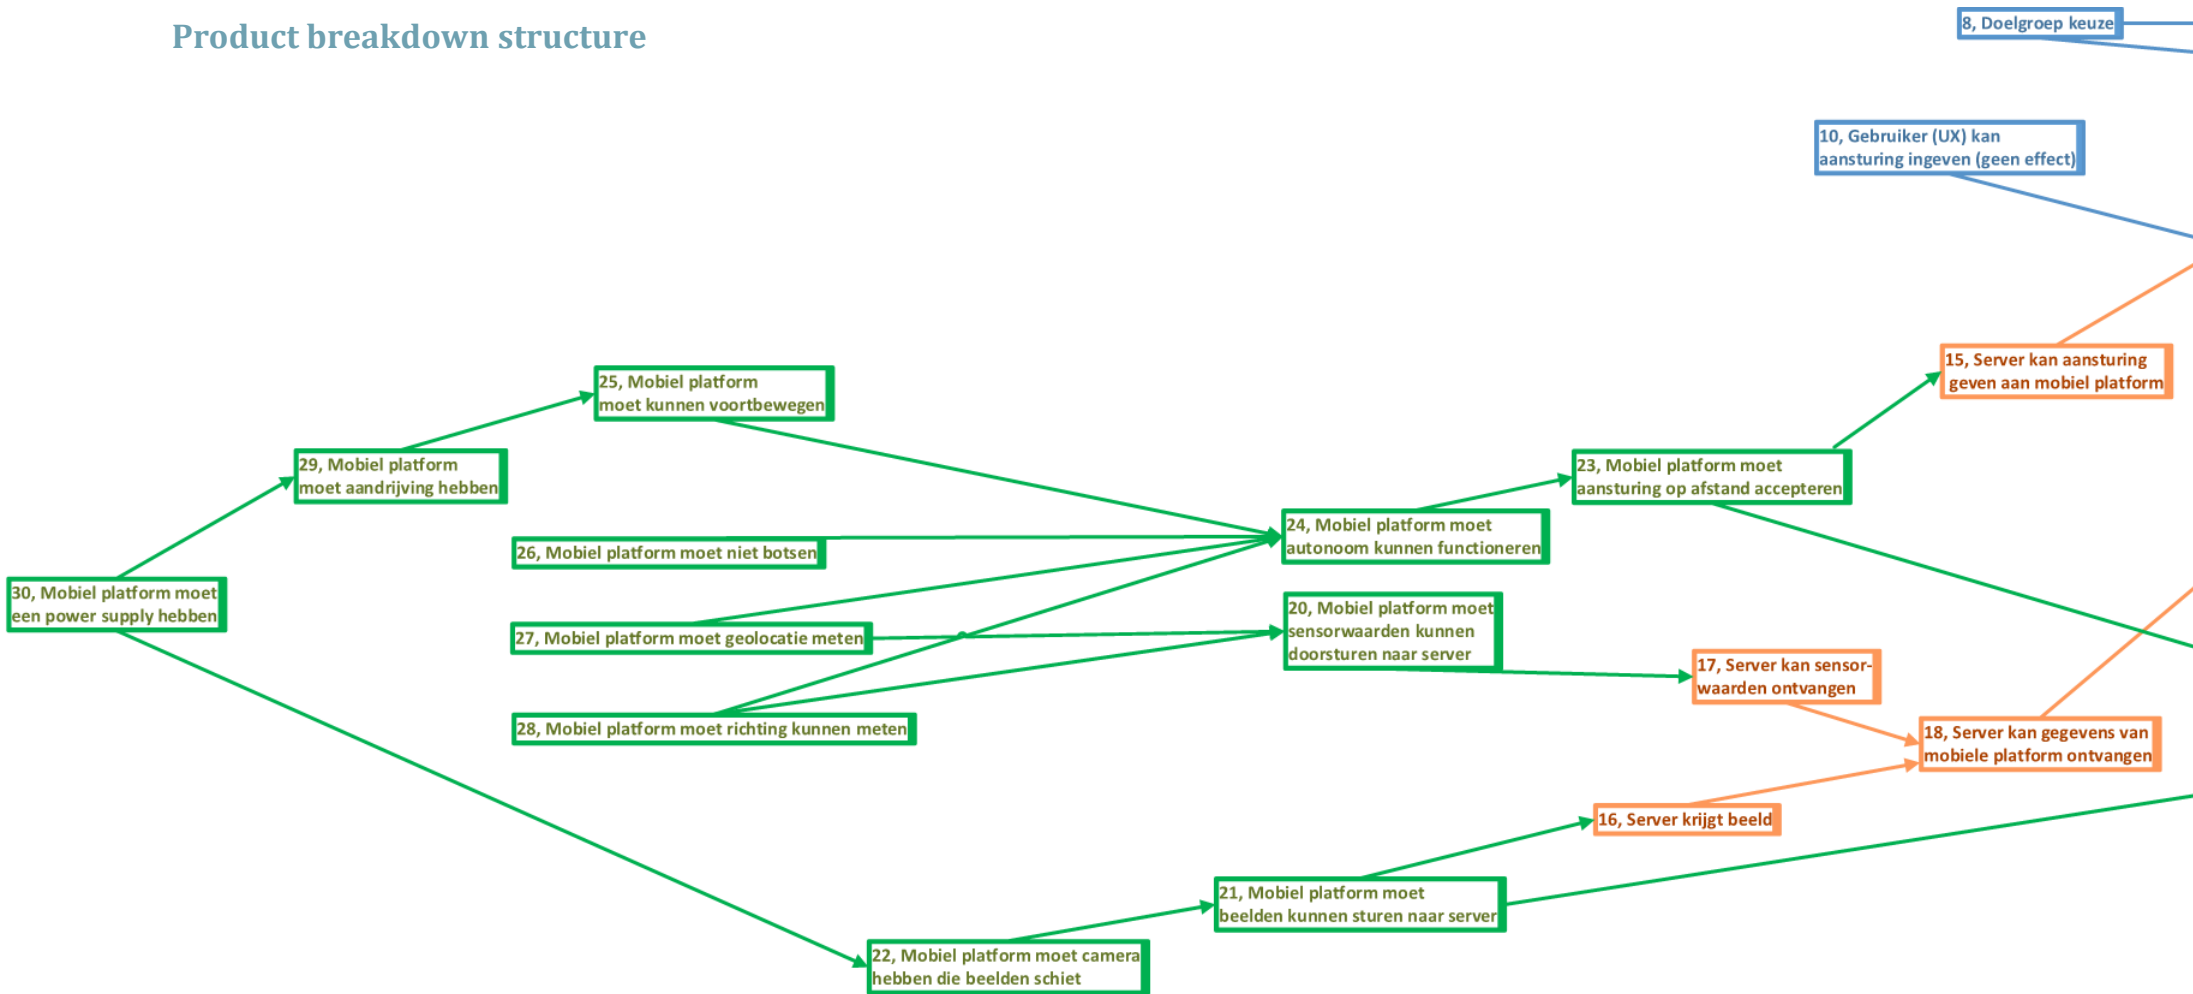 Product breakdown structure
8, Doelgroep keuze
10, Gebruiker (UX) kan
aansturing ingeven (geen effect)
15, Server kan aansturing
geven aan mobiel platform
25, Mobiel platform
moet kunnen voortbewegen
29, Mobiel platform
moet aandrijving hebben
23, Mobiel platform moet
aansturing op afstand accepteren
24, Mobiel platform moet
autonoom kunnen functioneren
26, Mobiel platform moet niet botsen
30, Mobiel platform moet
een power supply hebben
20, Mobiel platform moet
sensorwaarden kunnen
doorsturen naar server
27, Mobiel platform moet geolocatie meten
17, Server kan sensor-
waarden ontvangen
28, Mobiel platform moet richting kunnen meten
18, Server kan gegevens van
mobiele platform ontvangen
16, Server krijgt beeld
21, Mobiel platform moet
beelden kunnen sturen naar server
22, Mobiel platform moet camera
hebben die beelden schiet